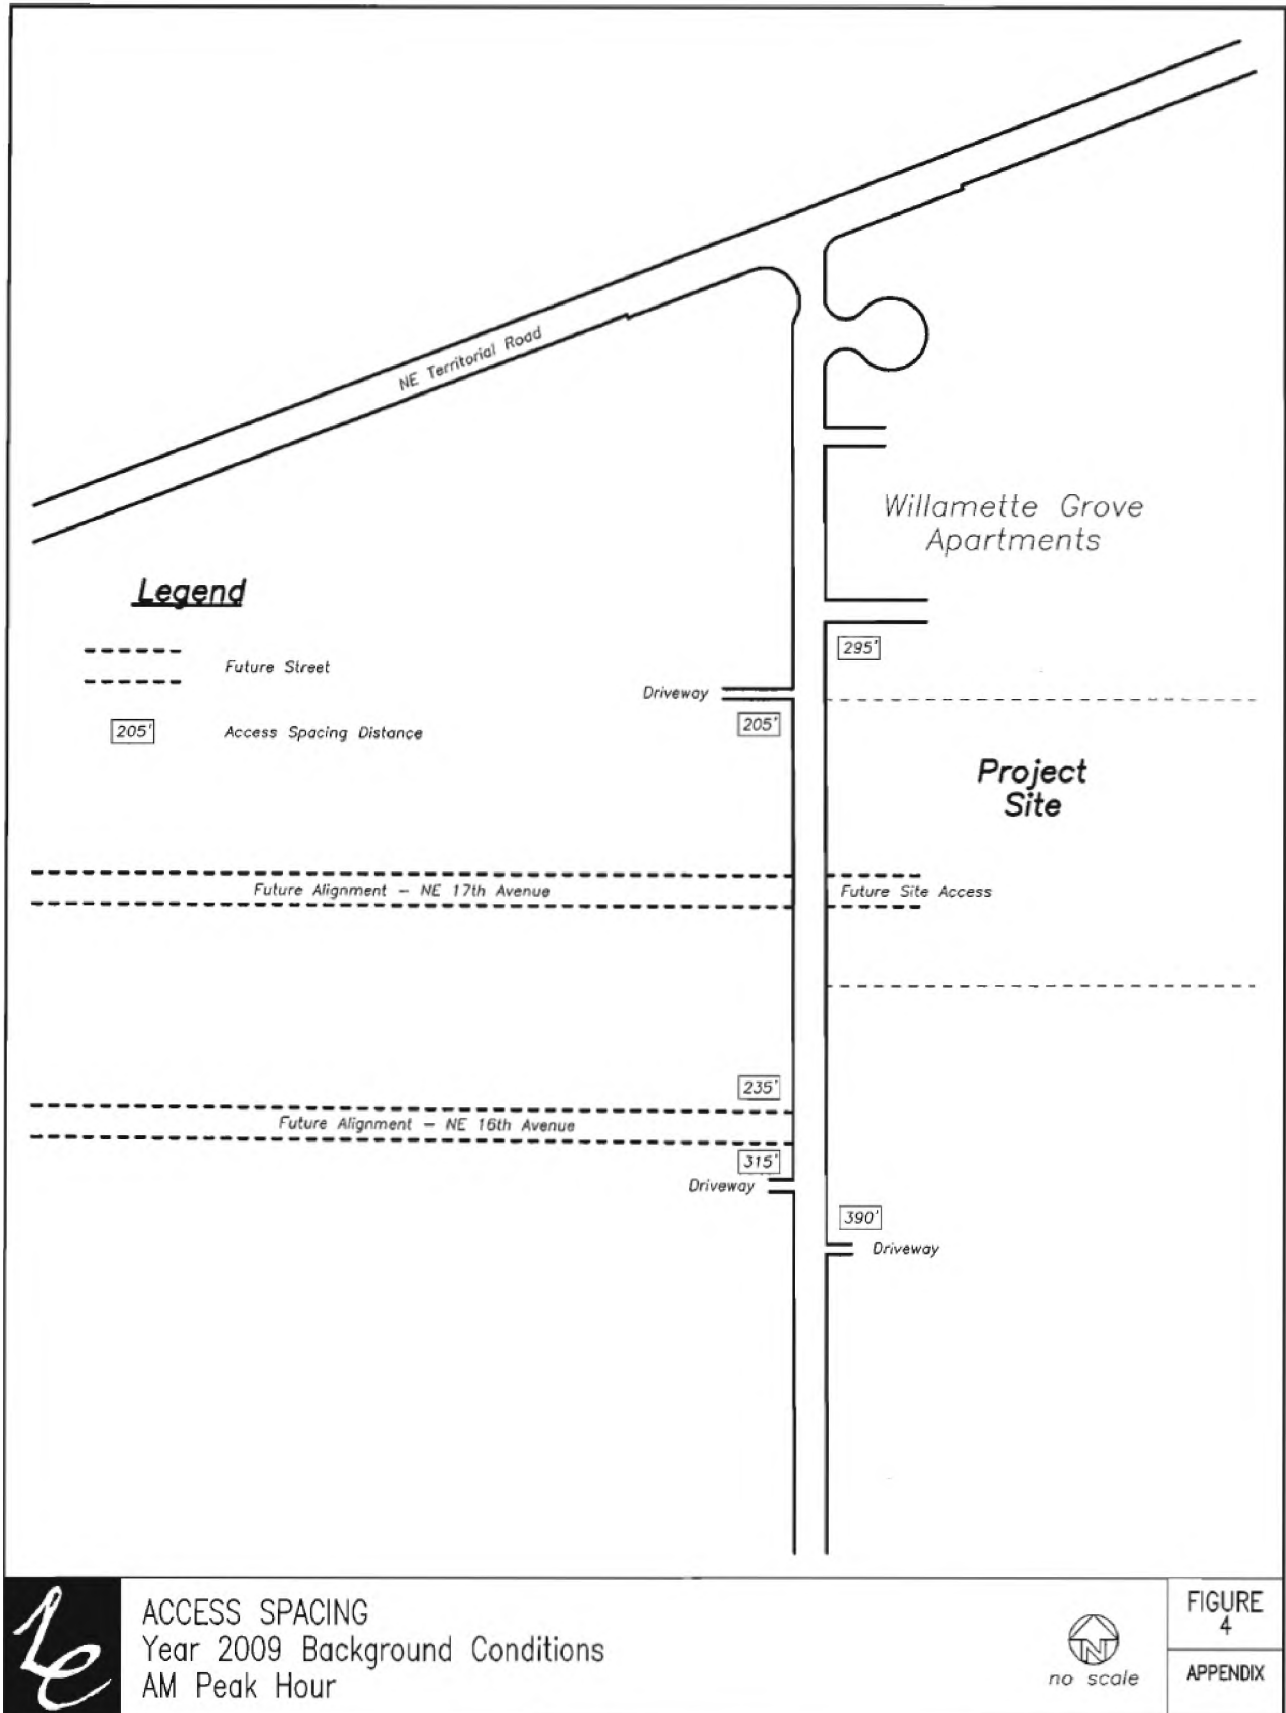 NE Territorial Road
Willamette Grove
Apartments
Legend
Future Street
205'
Access Spacing Distance
295'
Driveway
205'
Project
Site
Future Alignment – NE 17th Avenue
Future Site Access
235'
Future Alignment – NE 16th Avenue
315'
Driveway
390'
Driveway
ACCESS SPACING
Year 2009 Background Conditions
AM Peak Hour
N
no scale
FIGURE
4
APPENDIX